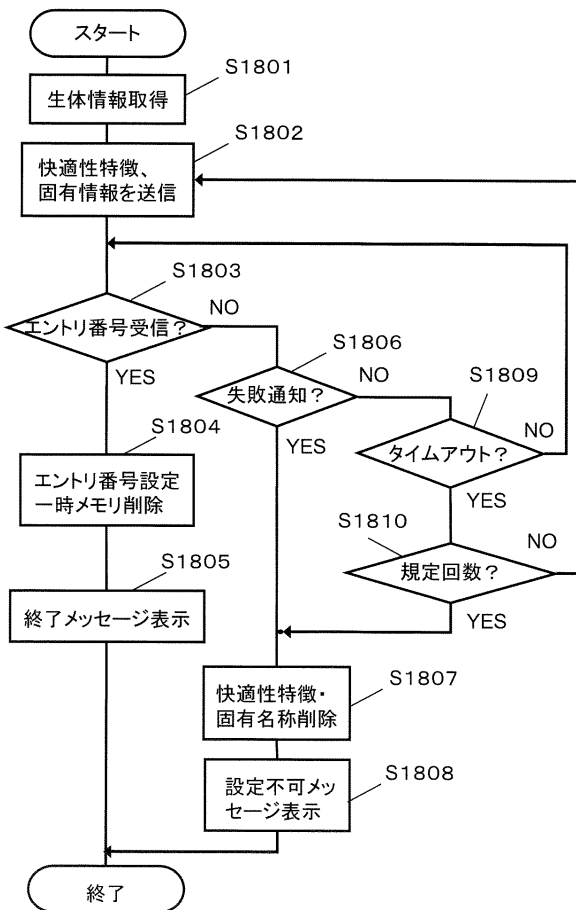 スタート
S1801
生体情報取得
S1802
快適性特徴、
固有情報を送信
S1803
エントリ番号受信？
NO
YES
S1806
失敗通知？
NO
YES
S1809
タイムアウト？
NO
YES
S1804
エントリ番号設定
一時メモリ削除
S1810
規定回数？
NO
YES
S1805
終了メッセージ表示
S1807
快適性特徴・
固有名称削除
S1808
設定不可メッ
セージ表示
終了